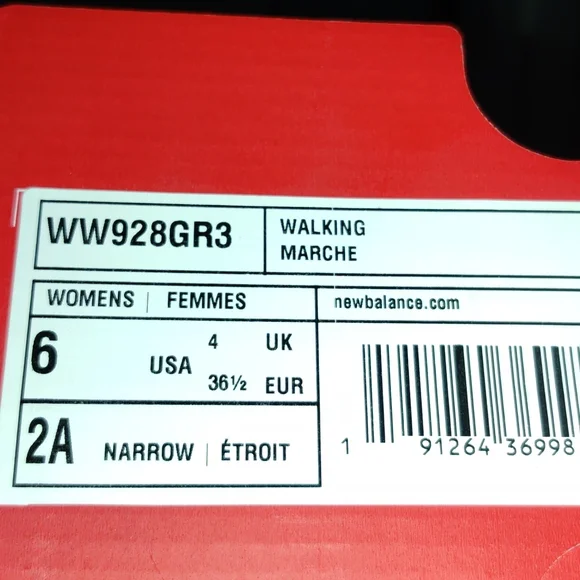 WW928GR3
WALKING
MARCHE
WOMENS | FEMMES
newbalance.com
6 USA 4 UK
36½ EUR
2A NARROW | ÉTROIT
1 91264 36998